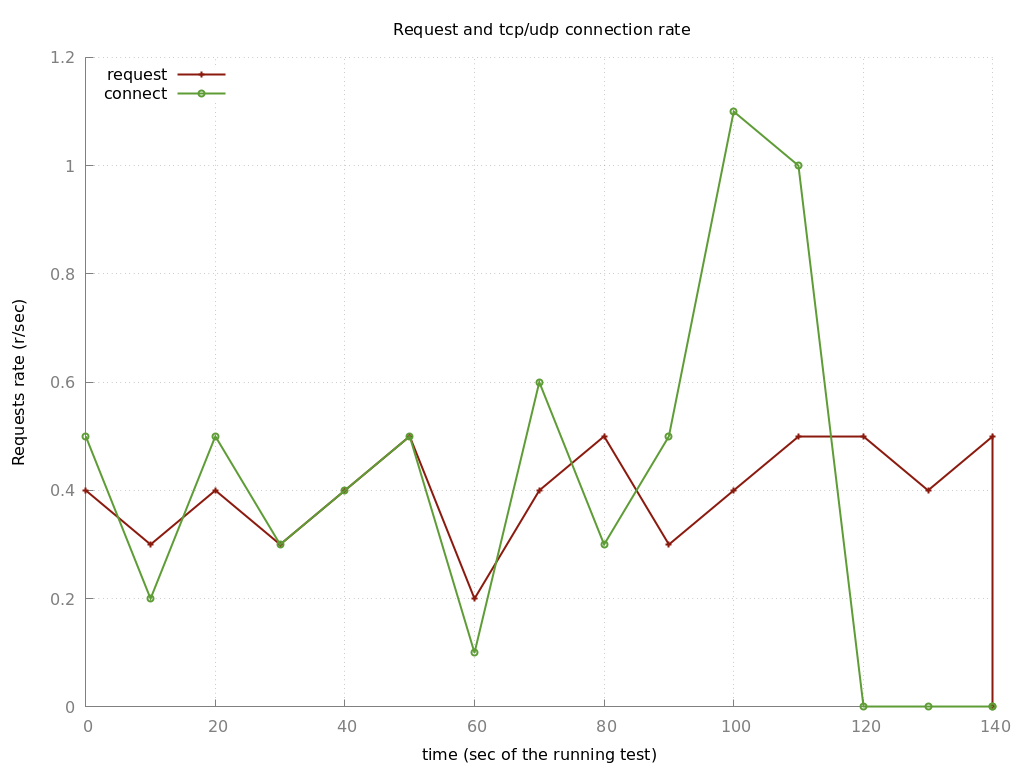 Request and tcp/udp connection rate
request
connect
Requests rate (r/sec)
1.2
1
0.8
0.6
0.4
0.2
0
0 20 40 60 80 100 120 140
time (sec of the running test)